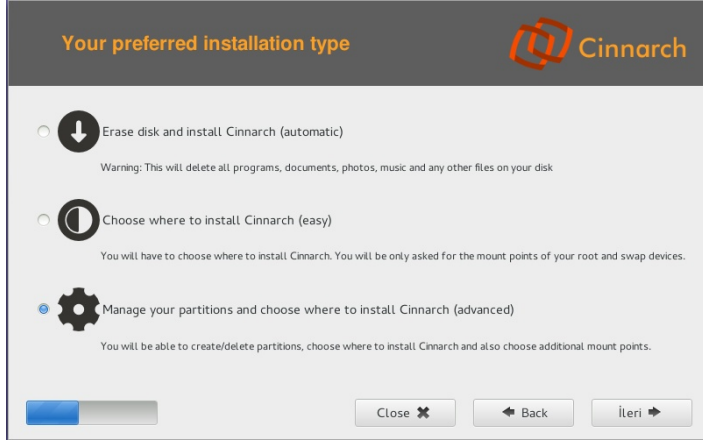 Your preferred installation type
Cinnarch
Erase disk and install Cinnarch (automatic)
Warning: This will delete all programs, documents, photos, music and any other files on your disk
Choose where to install Cinnarch (easy)
You will have to choose where to install Cinnarch. You will be only asked for the mount points of your root and swap devices.
Manage your partitions and choose where to install Cinnarch (advanced)
You will be able to create/delete partitions, choose where to install Cinnarch and also choose additional mount points.
Close
Back
İleri